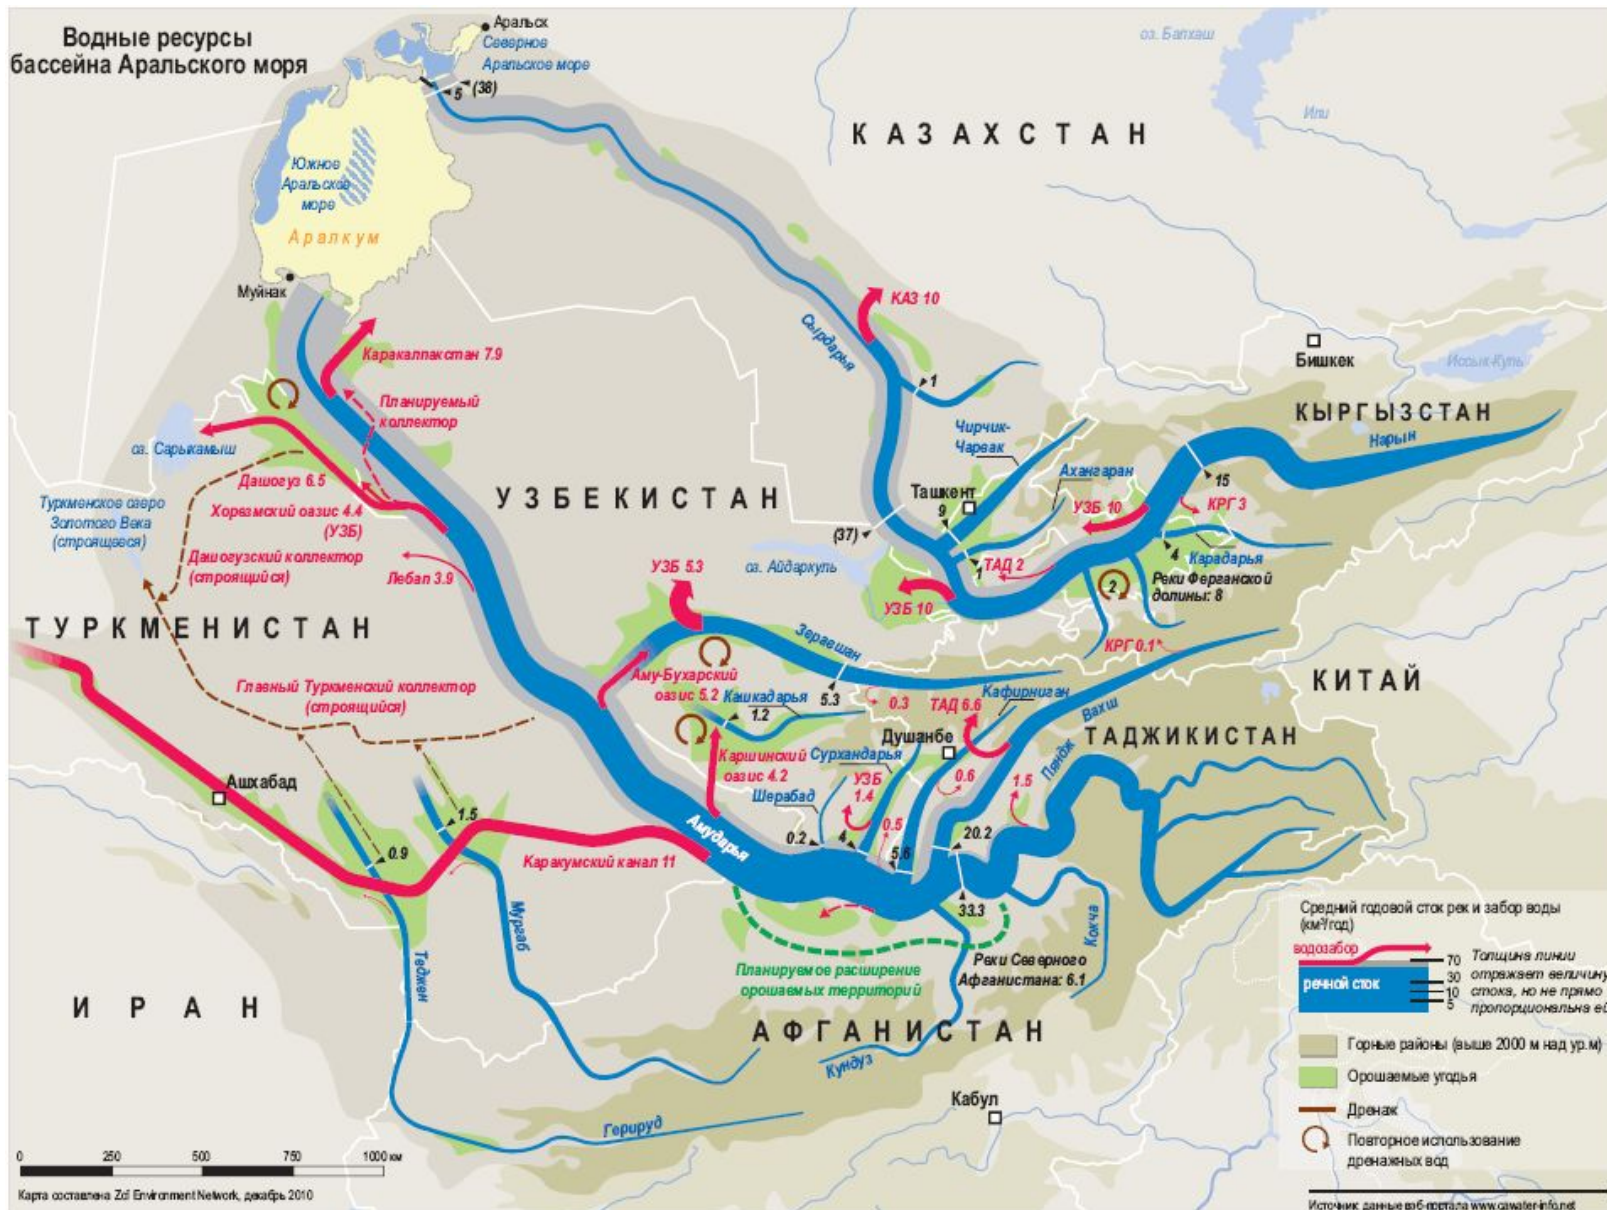 Водные ресурсы
бассейна Аральского моря
Аральск
Северное
Аральское море
5 (38)
оз. Балхаш
Или
КАЗАХСТАН
Южное
Аральское
море
Аралкум
Муйнак
КАЗ 10
Сырдарья
1
Бишкек
Иссык-Куль
КЫРГЫЗСТАН
Нарын
Каракалпакстан 7.9
Планируемый
коллектор
оз. Сарыкамыш
Чирчик-
Чарвак
Ахангаран
15
Ташкент
9
УЗБ 10
КРГ 3
Дашогуз 6.5
Хорезмский оазис 4.4
(УЗБ)
Туркменское озеро
Золотого Века
(строящееся)
УЗБЕКИСТАН
(37)
оз. Айдаркуль
1
ТАД 2
4
Карадарья
Реки Ферганской
долины: 8
2
Дашогузский коллектор
(строящийся)
Лебап 3.9
УЗБ 5.3
УЗБ 10
КРГ 0.1*
ТУРКМЕНИСТАН
Зеравшан
КИТАЙ
Главный Туркменский коллектор
(строящийся)
Аму-Бухарский
оазис 5.2
Кашкадарья
1.2
5.3
0.3
ТАД 6.6
Кафирниган
Вахш
ТАДЖИКИСТАН
Душанбе
Каршинский
оазис 4.2
Сурхандарья
УЗБ
1.4
Шерабад
0.6
1.5
Пяндж
Ашхабад
1.5
0.9
Амударья
0.2
4
0.5
5.6
20.2
33.3
Каракумский канал 11
Мургаб
Теджен
Кокча
Планируемое расширение
орошаемых территорий
Реки Северного
Афганистана: 6.1
ИРАН
АФГАНИСТАН
Кундуз
Кабул
Герируд
Средний годовой сток рек и забор воды
(км³/год)
водозабор
речной сток
70
30
10
5
Толщина линии
отражает величину
стока, но не прямо
пропорциональна ей
Горные районы (выше 2000 м над ур.м)
Орошаемые угодья
Дренаж
Повторное использование
дренажных вод
0 250 500 750 1000 км
Карта составлена Zoï Environment Network, декабрь 2010
Источник: данные веб-портала www.cawater-info.net